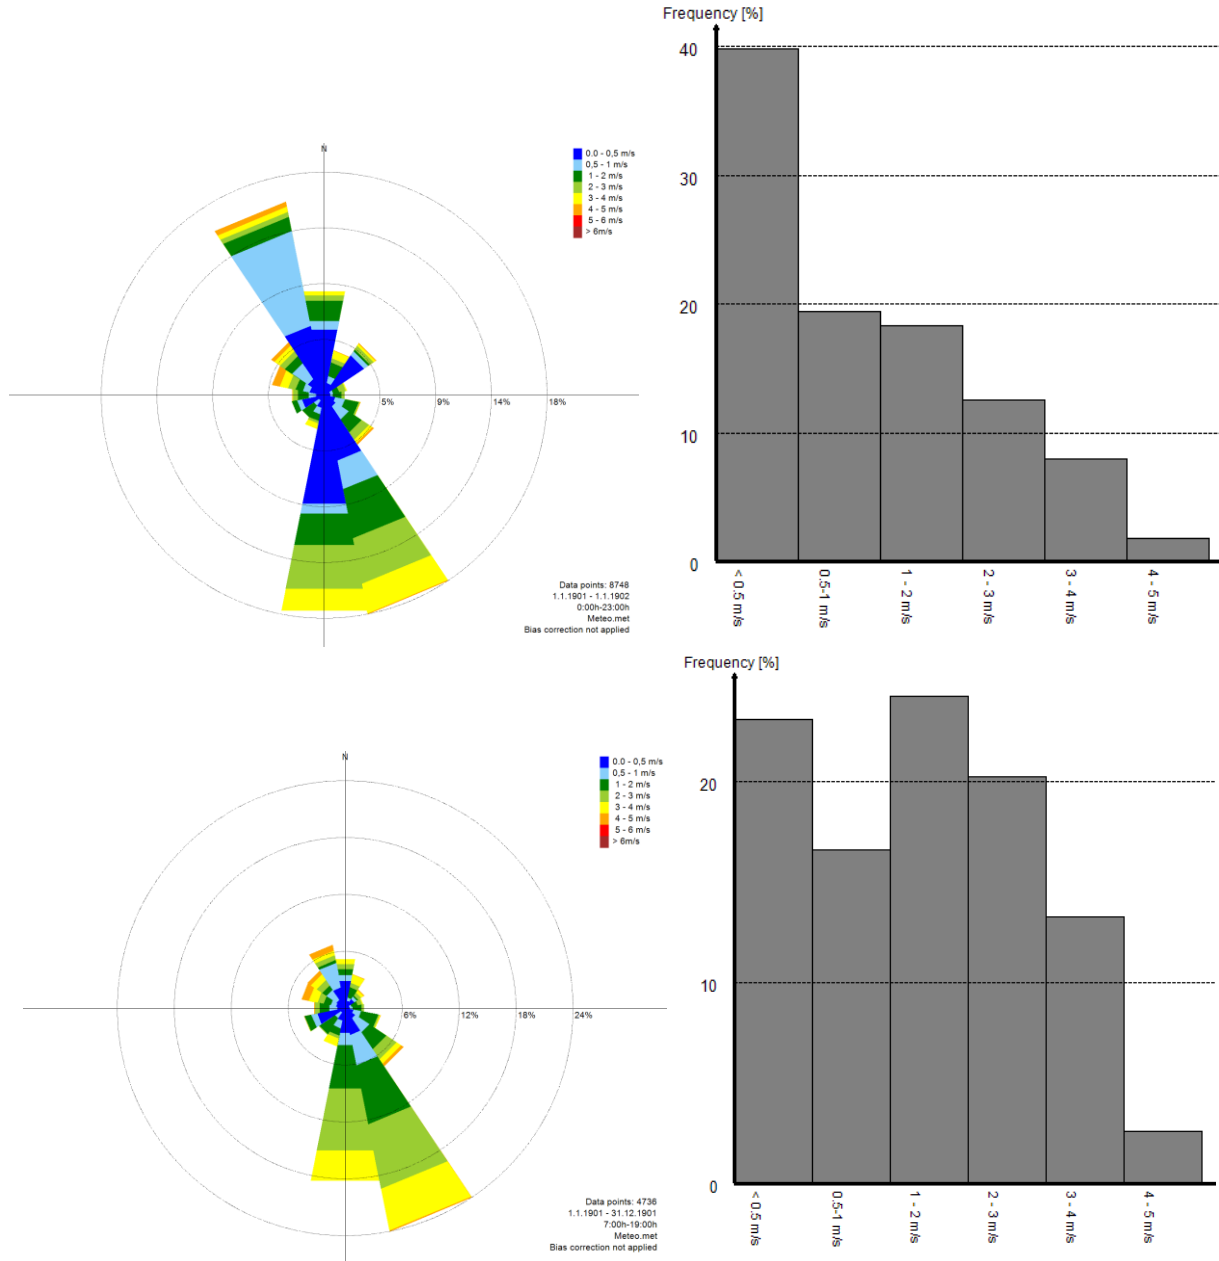 Frequency [%]
40
30
20
10
0
< 0.5 m/s
0.5-1 m/s
1 - 2 m/s
2 - 3 m/s
3 - 4 m/s
4 - 5 m/s
N
0.0 - 0,5 m/s
0,5 - 1 m/s
1 - 2 m/s
2 - 3 m/s
3 - 4 m/s
4 - 5 m/s
5 - 6 m/s
> 6m/s
5%
9%
14%
18%
Data points: 8748
1.1.1901 - 1.1.1902
0:00h-23:00h
Meteo.met
Bias correction not applied
Frequency [%]
20
10
0
< 0.5 m/s
0.5-1 m/s
1 - 2 m/s
2 - 3 m/s
3 - 4 m/s
4 - 5 m/s
N
0.0 - 0,5 m/s
0,5 - 1 m/s
1 - 2 m/s
2 - 3 m/s
3 - 4 m/s
4 - 5 m/s
5 - 6 m/s
> 6m/s
6%
12%
18%
24%
Data points: 4736
1.1.1901 - 31.12.1901
7:00h-19:00h
Meteo.met
Bias correction not applied